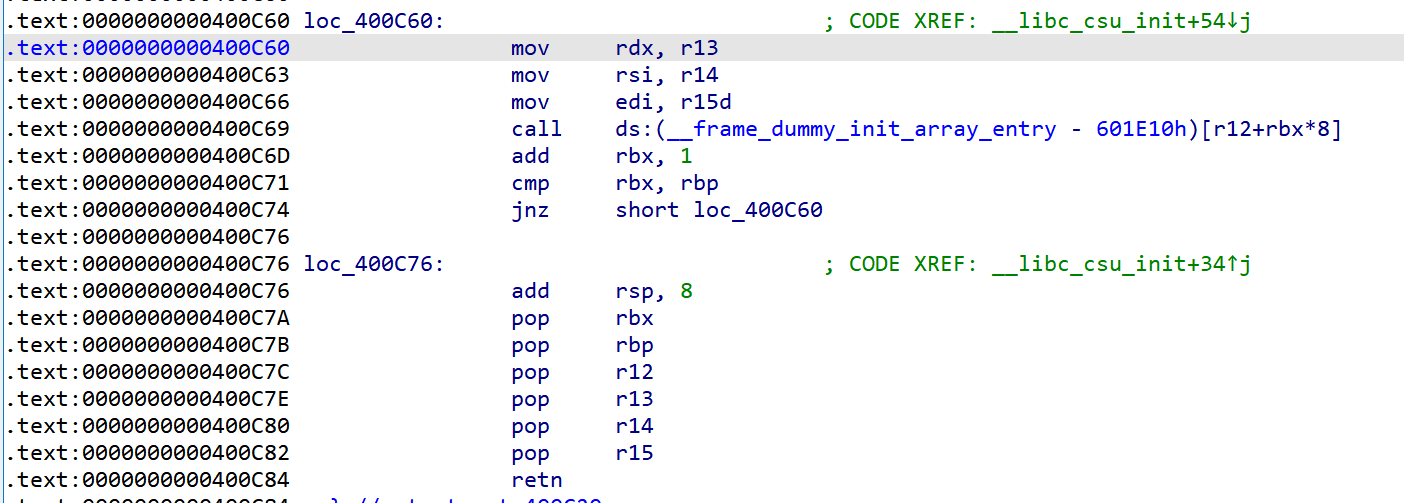 .text:0000000000400C60 loc_400C60: ; CODE XREF: __libc_csu_init+54↓j
.text:0000000000400C60 mov rdx, r13
.text:0000000000400C63 mov rsi, r14
.text:0000000000400C66 mov edi, r15d
.text:0000000000400C69 call ds:(__frame_dummy_init_array_entry - 601E10h)[r12+rbx*8]
.text:0000000000400C6D add rbx, 1
.text:0000000000400C71 cmp rbx, rbp
.text:0000000000400C74 jnz short loc_400C60
.text:0000000000400C76
.text:0000000000400C76 loc_400C76: ; CODE XREF: __libc_csu_init+34↑j
.text:0000000000400C76 add rsp, 8
.text:0000000000400C7A pop rbx
.text:0000000000400C7B pop rbp
.text:0000000000400C7C pop r12
.text:0000000000400C7E pop r13
.text:0000000000400C80 pop r14
.text:0000000000400C82 pop r15
.text:0000000000400C84 retn